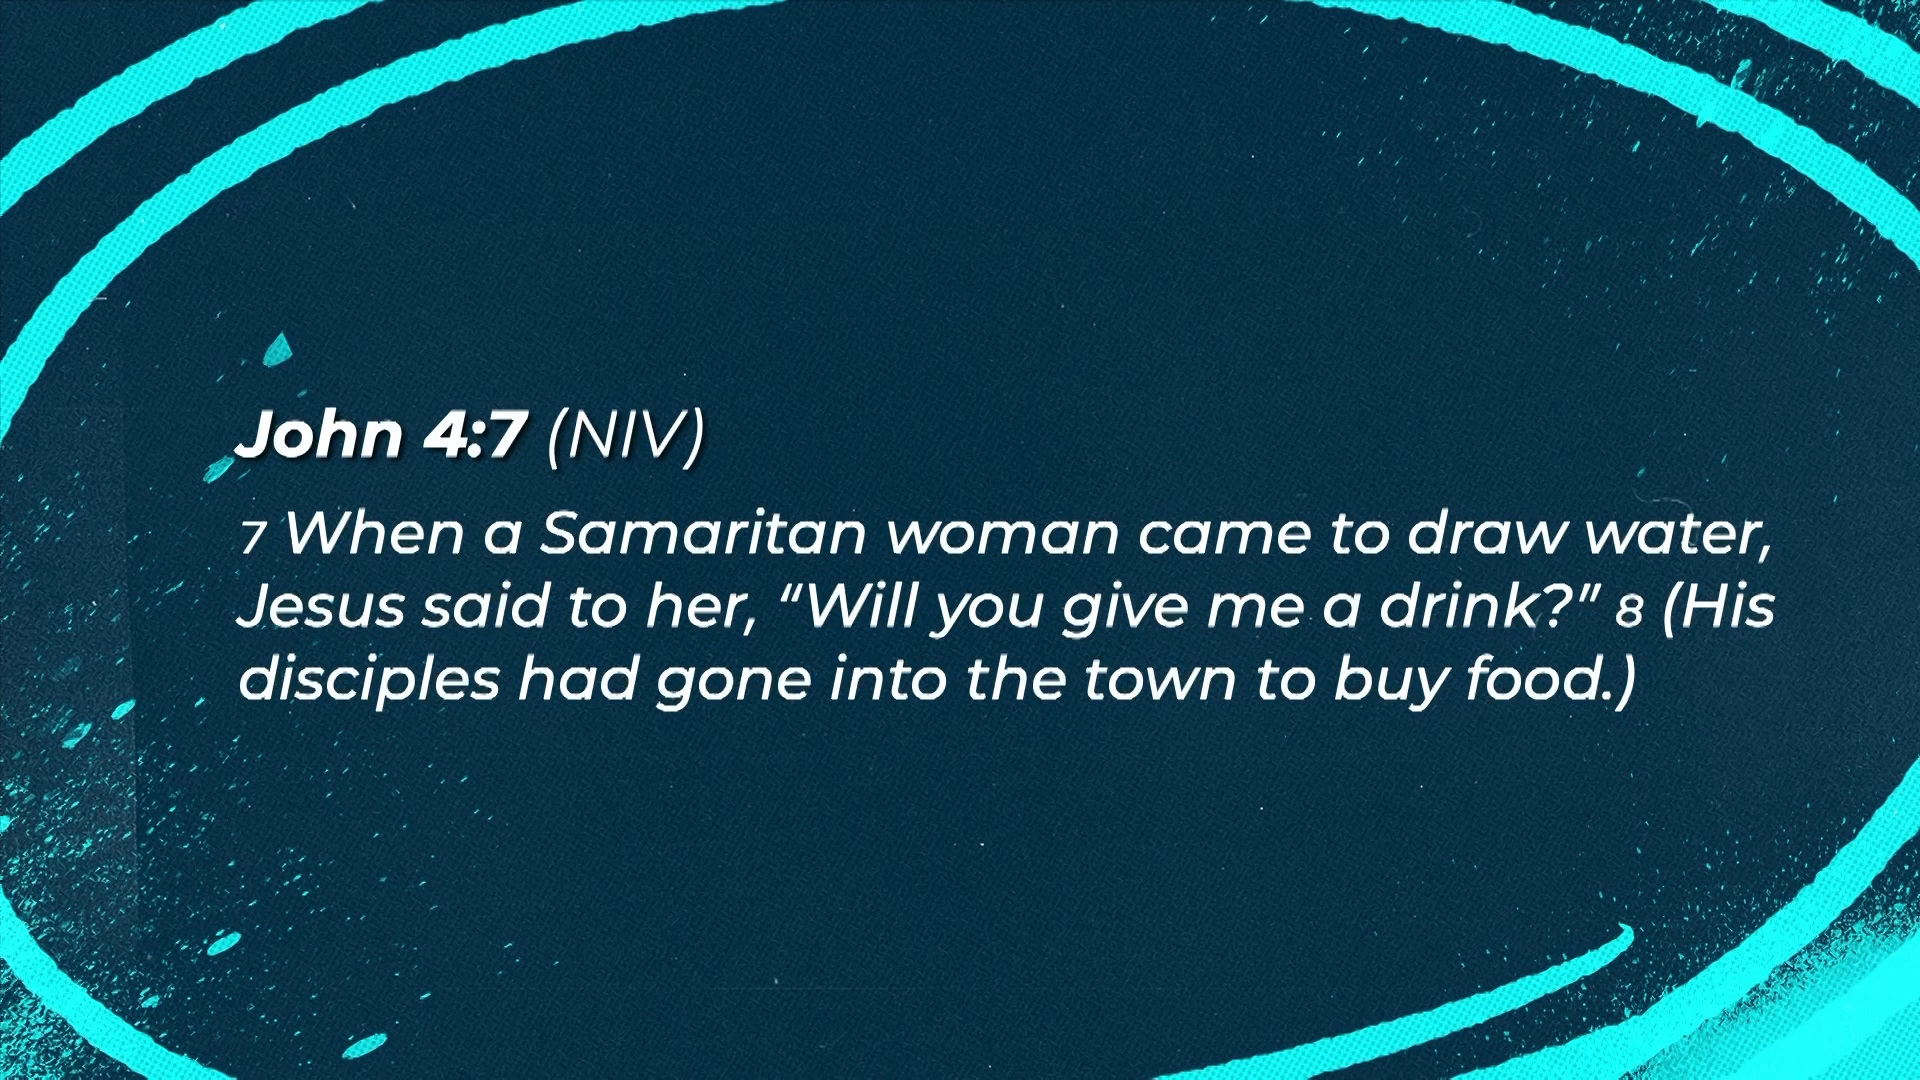 John 4:7 (NIV)
7 When a Samaritan woman came to draw water,
Jesus said to her, “Will you give me a drink?” 8 (His
disciples had gone into the town to buy food.)